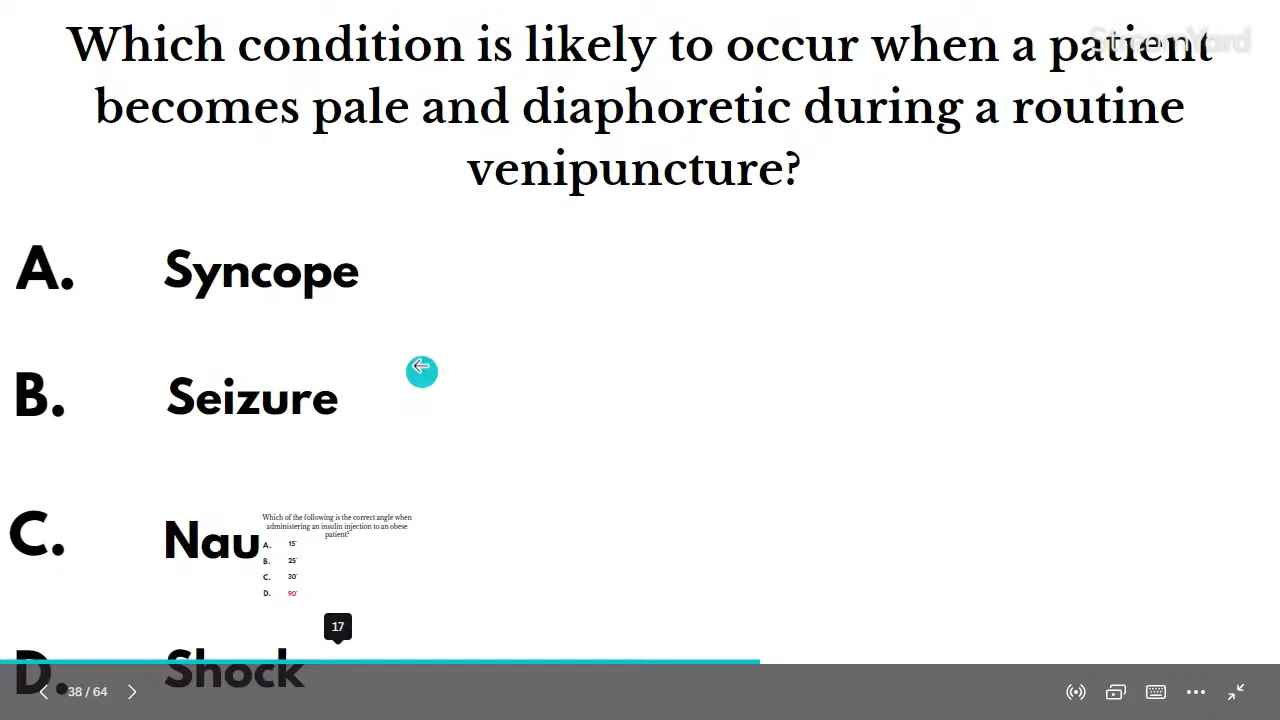 Which condition is likely to occur when a patient
becomes pale and diaphoretic during a routine
venipuncture?
StreamYard
A. Syncope
B. Seizure
C. Nau
Which of the following is the correct angle when
administering an insulin injection to an obese
patient?
A. 15°
B. 25°
C. 30°
D. 90°
17
D. Shock
38 / 64